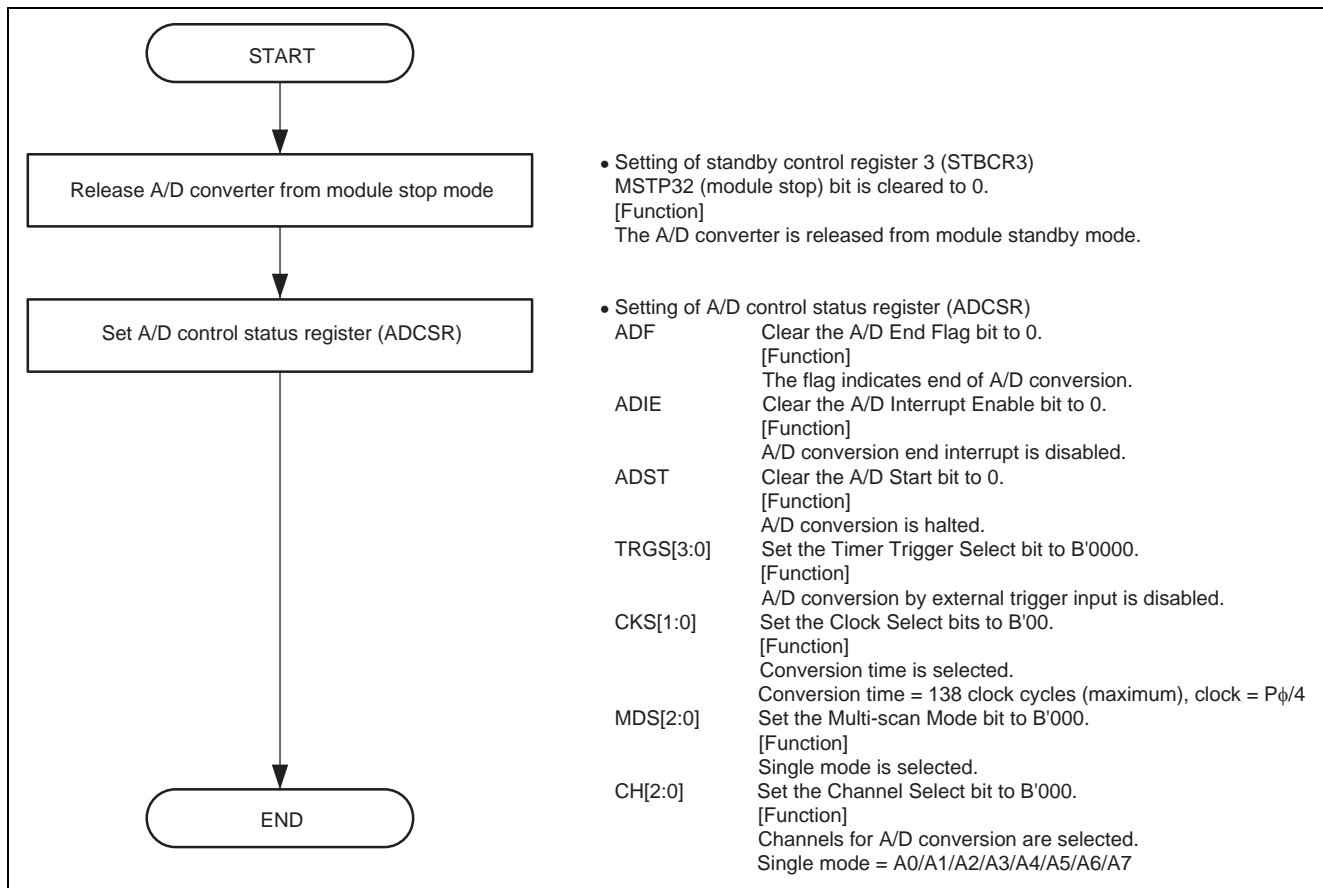 START
Release A/D converter from module stop mode
• Setting of standby control register 3 (STBCR3)
MSTP32 (module stop) bit is cleared to 0.
[Function]
The A/D converter is released from module standby mode.
Set A/D control status register (ADCSR)
• Setting of A/D control status register (ADCSR)
ADF Clear the A/D End Flag bit to 0.
[Function]
The flag indicates end of A/D conversion.
ADIE Clear the A/D Interrupt Enable bit to 0.
[Function]
A/D conversion end interrupt is disabled.
ADST Clear the A/D Start bit to 0.
[Function]
A/D conversion is halted.
TRGS[3:0] Set the Timer Trigger Select bit to B'0000.
[Function]
A/D conversion by external trigger input is disabled.
CKS[1:0] Set the Clock Select bits to B'00.
[Function]
Conversion time is selected.
Conversion time = 138 clock cycles (maximum), clock = Pϕ/4
MDS[2:0] Set the Multi-scan Mode bit to B'000.
[Function]
Single mode is selected.
CH[2:0] Set the Channel Select bit to B'000.
[Function]
Channels for A/D conversion are selected.
Single mode = A0/A1/A2/A3/A4/A5/A6/A7
END